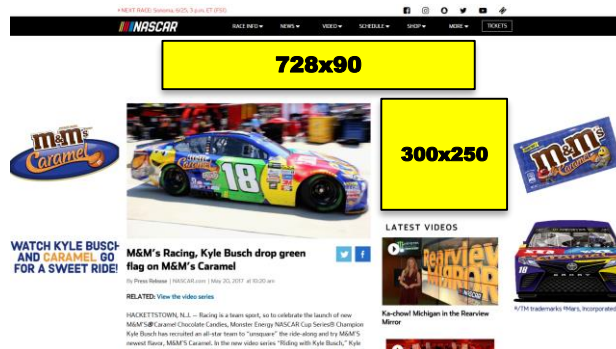 NEXT RACE: Sonoma, 6/25, 3 p.m. ET (FS1)
NASCAR
RACE INFO NEWS VIDEO SCHEDULE SHOP MORE TICKETS
728x90
300x250
m&m's
Caramel
m&m's
Caramel
18
WATCH KYLE BUSCH
AND CARAMEL GO
FOR A SWEET RIDE!
M&M's Racing, Kyle Busch drop green
flag on M&M's Caramel
By Press Release | NASCAR.com | May 20, 2017 at 10:20 am
RELATED: View the video series
HACKETTSTOWN, N.J. — Racing is a team sport, so to celebrate the launch of new
M&M'S® Caramel Chocolate Candies, Monster Energy NASCAR Cup Series® Champion
Kyle Busch has recruited an all-star team to "unsquare" the ride-along and try M&M'S
newest flavor, M&M'S Caramel. In the new video series "Riding with Kyle Busch," Kyle
LATEST VIDEOS
Rearview
MIRROR
Ka-chow! Michigan in the Rearview
Mirror
18
®/TM trademarks ®Mars, Incorporated